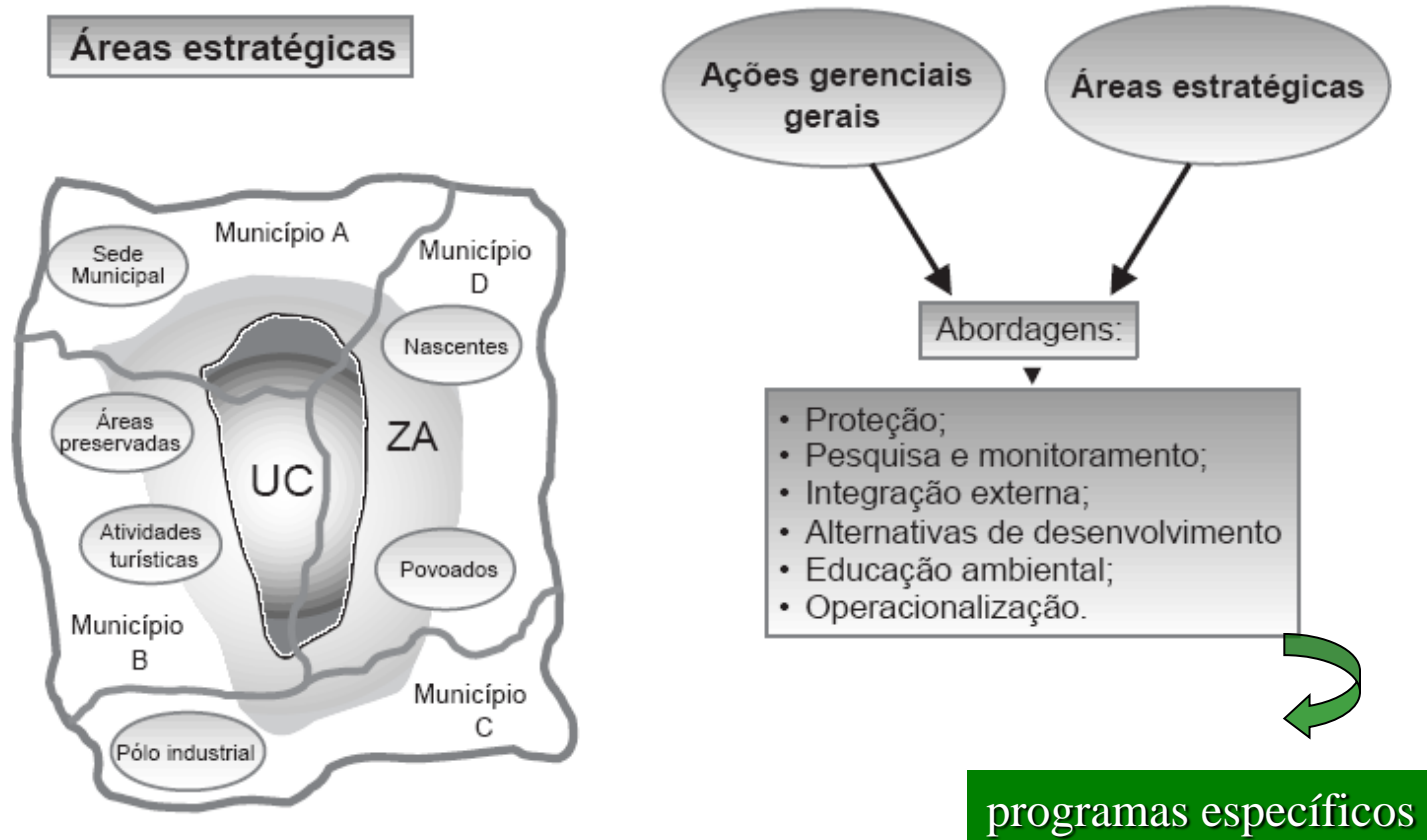 Áreas estratégicas
Município A
Sede
Municipal
Município
D
Nascentes
Áreas
preservadas
ZA
UC
Atividades
turísticas
Povoados
Município
B
Município
C
Pólo industrial
Ações gerenciais
gerais
Áreas estratégicas
Abordagens:
• Proteção;
• Pesquisa e monitoramento;
• Integração externa;
• Alternativas de desenvolvimento
• Educação ambiental;
• Operacionalização.
programas específicos